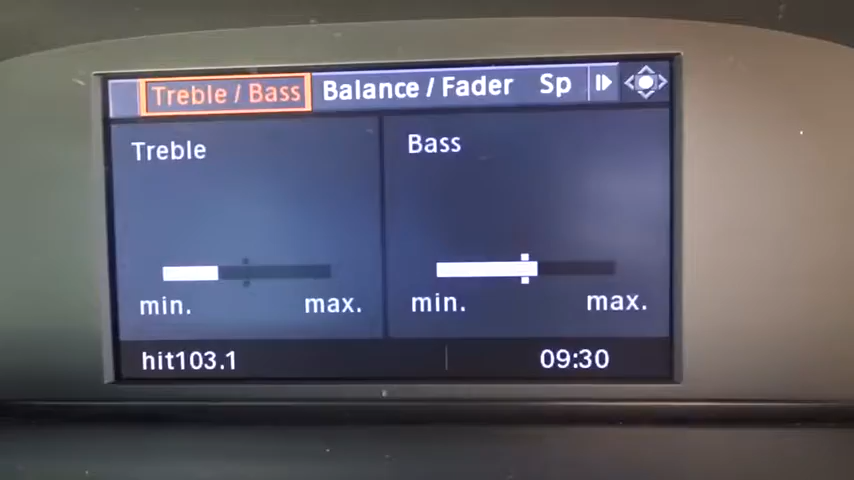 Treble / Bass Balance / Fader Sp
Treble Bass
min. max. min. max.
hit103.1 09:30